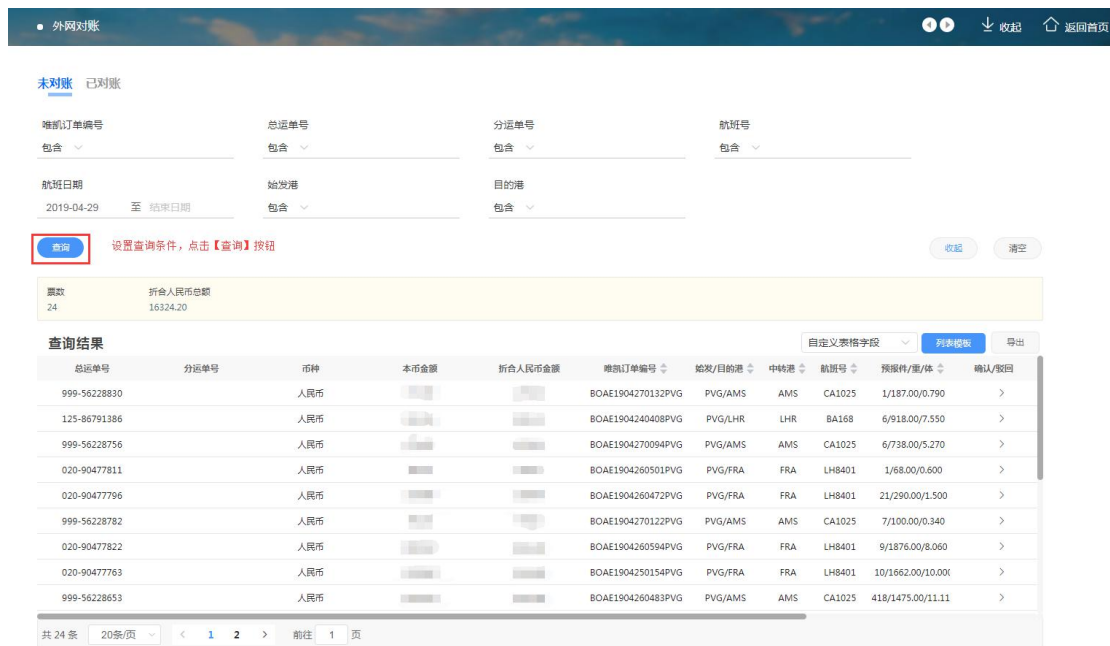 外网对账 收起 返回首页
未对账 已对账
唯凯订单编号 总运单号 分运单号 航班号
包含 包含 包含 包含
航班日期 始发港 目的港
2019-04-29 至 结束日期 包含 包含
查询 设置查询条件，点击【查询】按钮 收起 清空
票数 折合人民币总额
24 16324.20
查询结果 自定义表格字段 列表模板 导出
总运单号 分运单号 币种 本币金额 折合人民币金额 唯凯订单编号 始发/目的港 中转港 航班号 预报件/重/体 确认/驳回
999-56228830 人民币 BOAE1904270132PVG PVG/AMS AMS CA1025 1/187.00/0.790
125-86791386 人民币 BOAE1904240408PVG PVG/LHR LHR BA168 6/918.00/7.550
999-56228756 人民币 BOAE1904270094PVG PVG/AMS AMS CA1025 6/738.00/5.270
020-90477811 人民币 BOAE1904260501PVG PVG/FRA FRA LH8401 1/68.00/0.600
020-90477796 人民币 BOAE1904260472PVG PVG/FRA FRA LH8401 21/290.00/1.500
999-56228782 人民币 BOAE1904270122PVG PVG/AMS AMS CA1025 7/100.00/0.340
020-90477822 人民币 BOAE1904260594PVG PVG/FRA FRA LH8401 9/1876.00/8.060
020-90477763 人民币 BOAE1904250154PVG PVG/FRA FRA LH8401 10/1662.00/10.00
999-56228653 人民币 BOAE1904260483PVG PVG/AMS AMS CA1025 418/1475.00/11.11
共 24 条 20条/页 1 2 前往 1 页